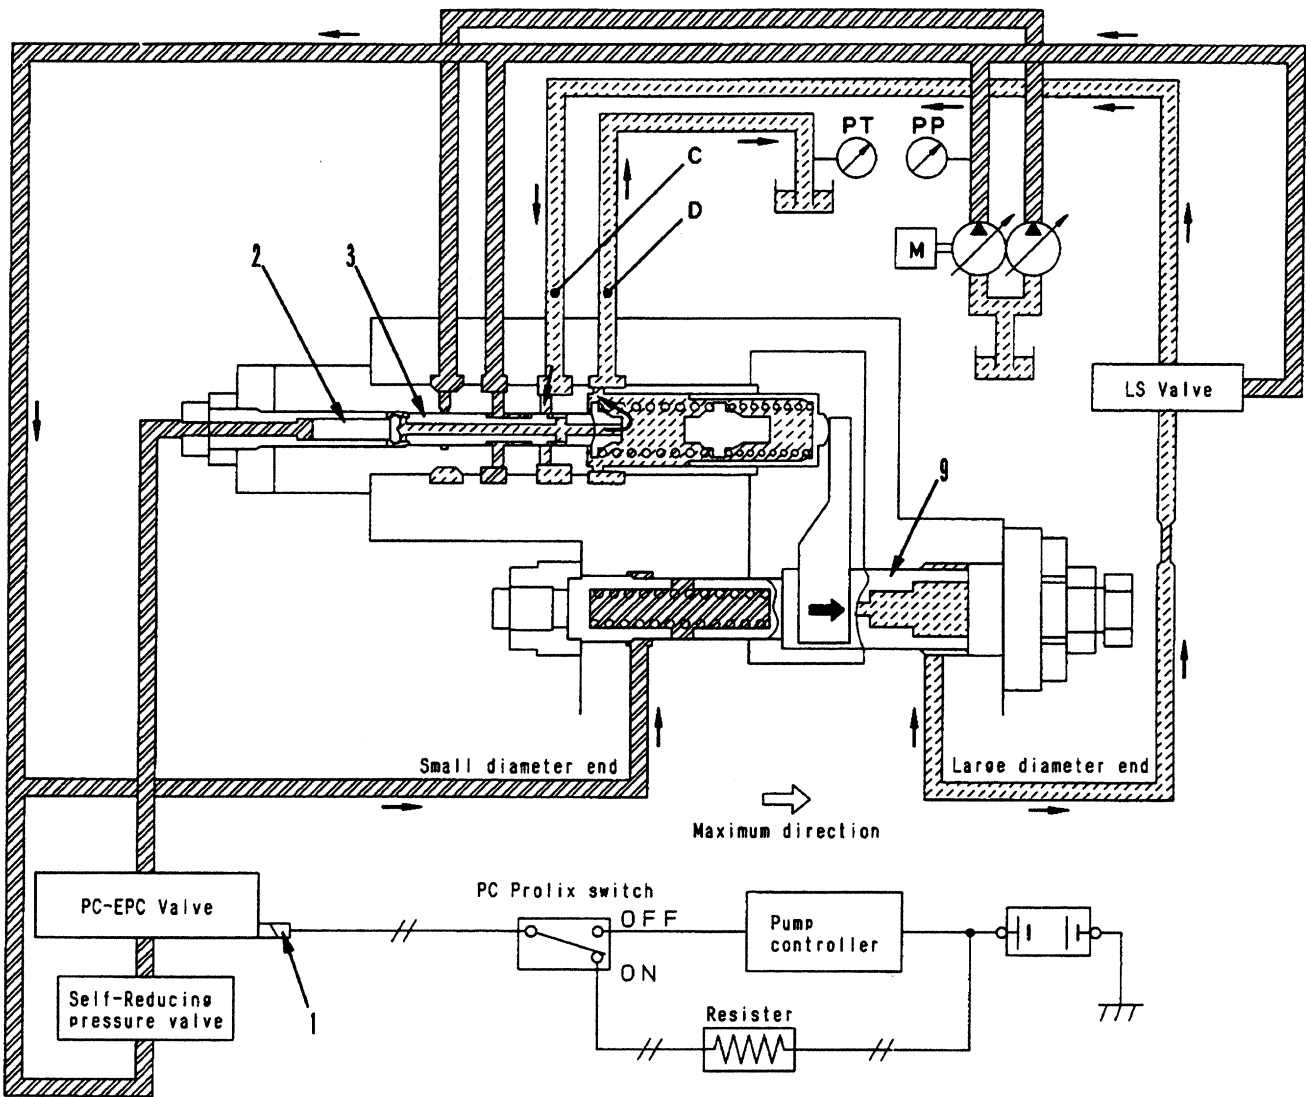 PT
PP
C
D
M
2
3
LS Valve
9
Small diameter end
Large diameter end
Maximum direction
PC-EPC Valve
PC Prolix switch
OFF
ON
Pump
controller
Self-Reducing
pressure valve
1
Resister